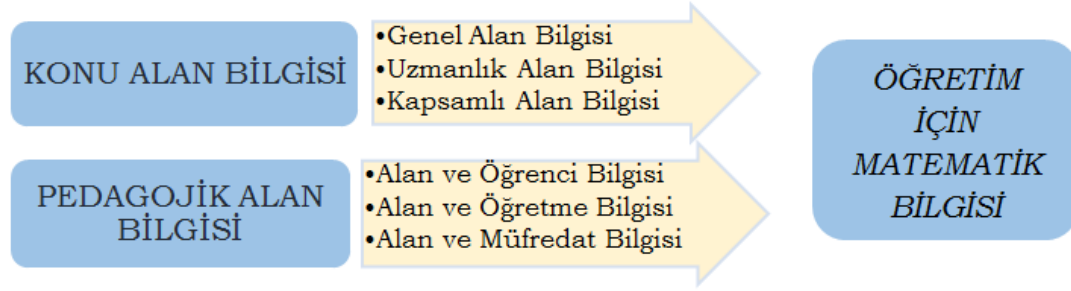 KONU ALAN BİLGİSİ
•Genel Alan Bilgisi
•Uzmanlık Alan Bilgisi
•Kapsamlı Alan Bilgisi
PEDAGOJİK ALAN
BİLGİSİ
•Alan ve Öğrenci Bilgisi
•Alan ve Öğretme Bilgisi
•Alan ve Müfredat Bilgisi
ÖĞRETİM
İÇİN
MATEMATİK
BİLGİSİ